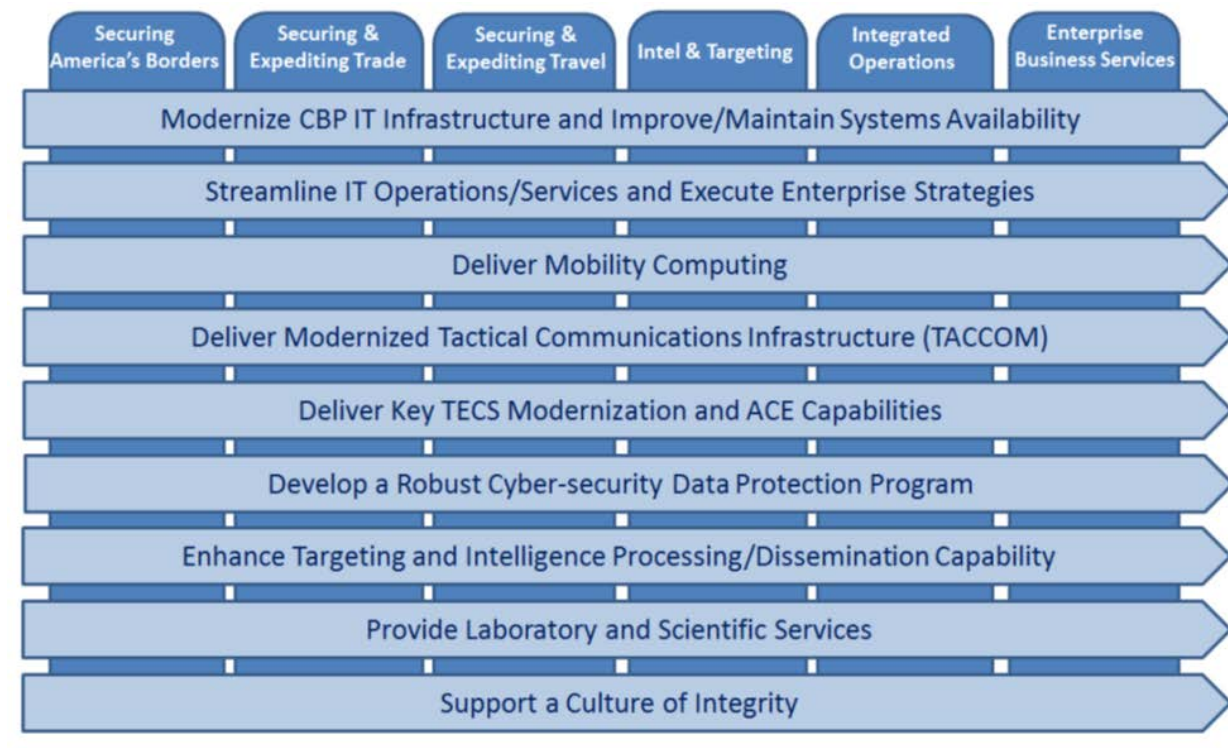 Securing
America's Borders
Securing &
Expediting Trade
Securing &
Expediting Travel
Intel & Targeting
Integrated
Operations
Enterprise
Business Services
Modernize CBP IT Infrastructure and Improve/Maintain Systems Availability
Streamline IT Operations/Services and Execute Enterprise Strategies
Deliver Mobility Computing
Deliver Modernized Tactical Communications Infrastructure (TACCOM)
Deliver Key TECS Modernization and ACE Capabilities
Develop a Robust Cyber-security Data Protection Program
Enhance Targeting and Intelligence Processing/Dissemination Capability
Provide Laboratory and Scientific Services
Support a Culture of Integrity